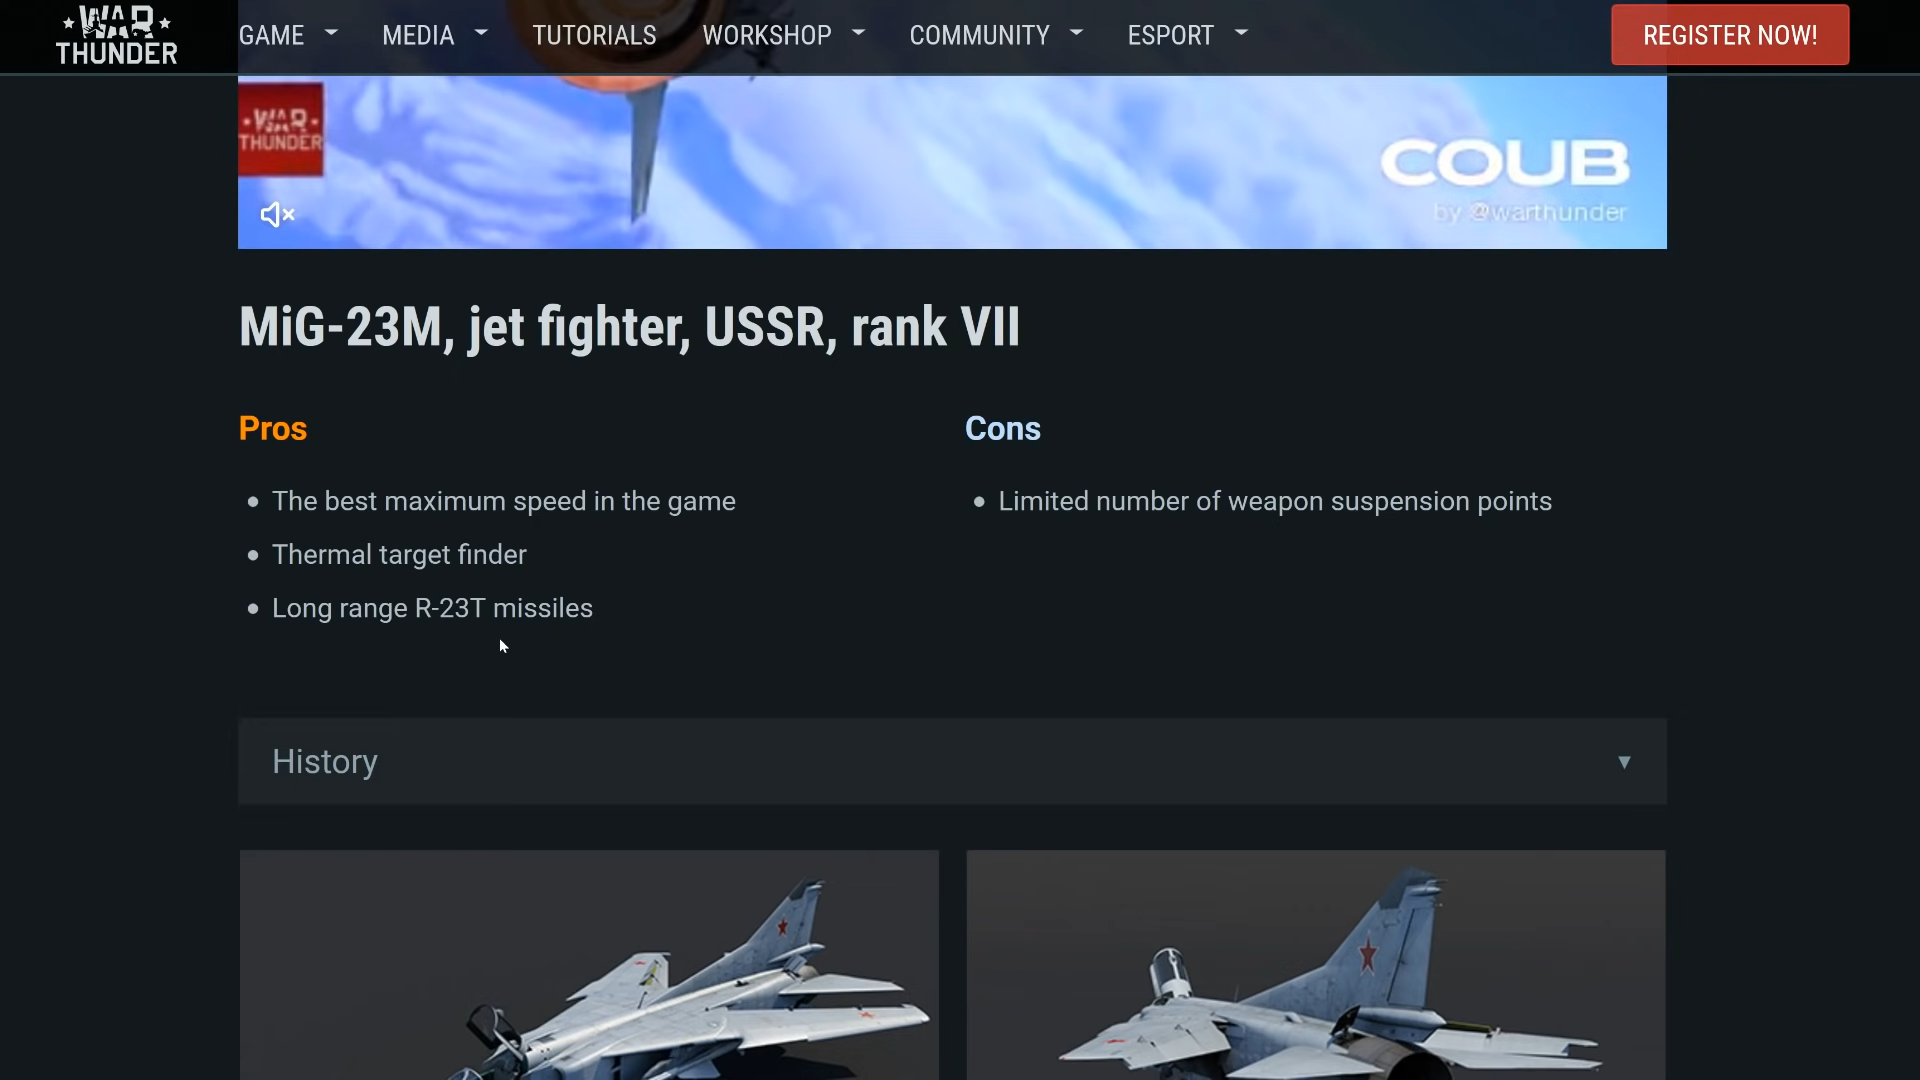 WAR
THUNDER
GAME
MEDIA
TUTORIALS
WORKSHOP
COMMUNITY
ESPORT
REGISTER NOW!
WAR
THUNDER
COUB
by @warthunder
MiG-23M, jet fighter, USSR, rank VII
Pros
The best maximum speed in the game
Thermal target finder
Long range R-23T missiles
Cons
Limited number of weapon suspension points
History